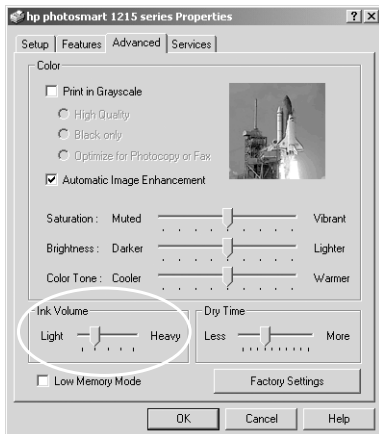 hp photosmart 1215 series Properties
Setup Features Advanced Services
Color
Print in Grayscale
High Quality
Black only
Optimize for Photocopy or Fax
Automatic Image Enhancement
Saturation : Muted Vibrant
Brightness : Darker Lighter
Color Tone : Cooler Warmer
Ink Volume Dry Time
Light Heavy Less More
Low Memory Mode Factory Settings
OK Cancel Help